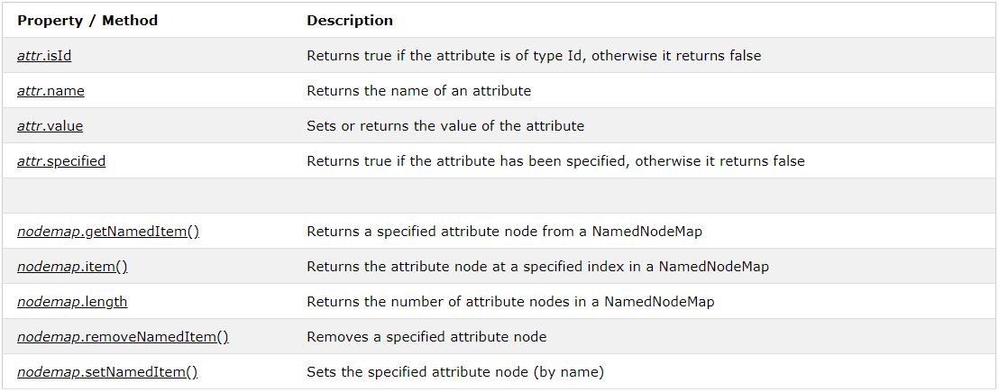 Property / Method Description
attr.isId Returns true if the attribute is of type Id, otherwise it returns false
attr.name Returns the name of an attribute
attr.value Sets or returns the value of the attribute
attr.specified Returns true if the attribute has been specified, otherwise it returns false
nodemap.getNamedItem() Returns a specified attribute node from a NamedNodeMap
nodemap.item() Returns the attribute node at a specified index in a NamedNodeMap
nodemap.length Returns the number of attribute nodes in a NamedNodeMap
nodemap.removeNamedItem() Removes a specified attribute node
nodemap.setNamedItem() Sets the specified attribute node (by name)